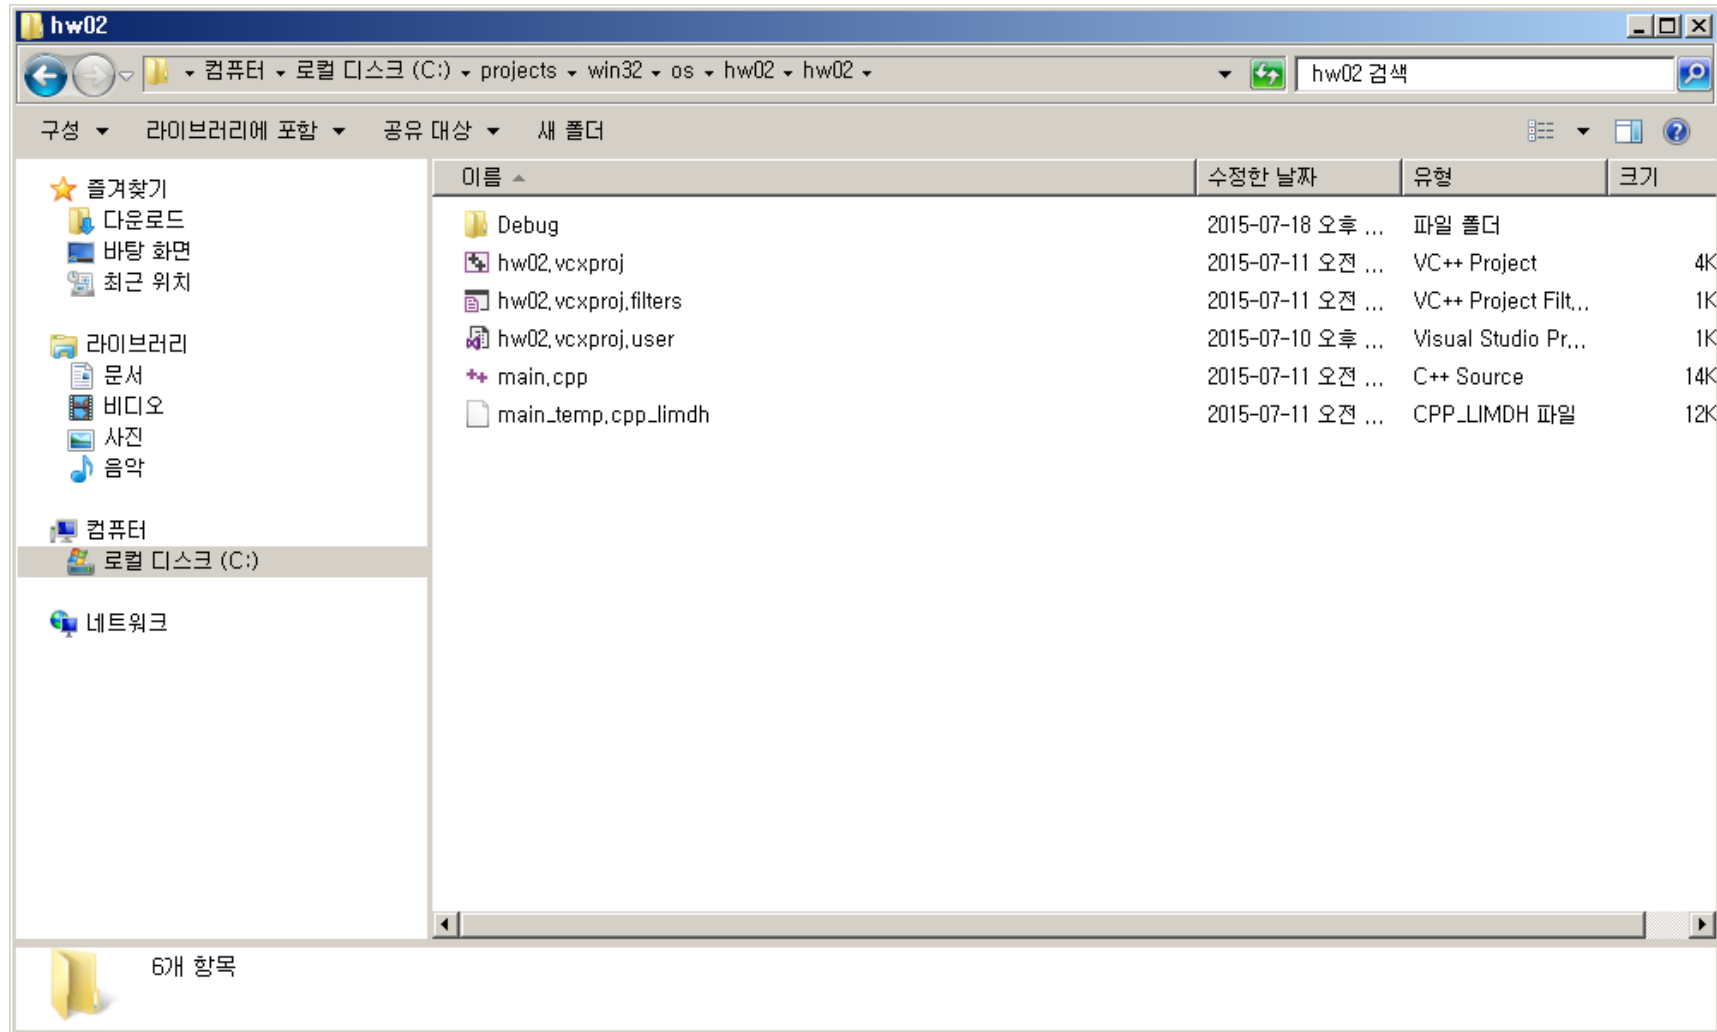 hw02
컴퓨터 로컬 디스크 (C:) projects win32 os hw02 hw02
hw02 검색
구성 라이브러리에 포함 공유 대상 새 폴더
즐겨찾기
다운로드
바탕 화면
최근 위치
라이브러리
문서
비디오
사진
음악
컴퓨터
로컬 디스크 (C:)
네트워크
이름 수정한 날짜 유형 크기
Debug 2015-07-18 오후 ... 파일 폴더
hw02.vcxproj 2015-07-11 오전 ... VC++ Project 4K
hw02.vcxproj.filters 2015-07-11 오전 ... VC++ Project Filt... 1K
hw02.vcxproj.user 2015-07-10 오후 ... Visual Studio Pr... 1K
main.cpp 2015-07-11 오전 ... C++ Source 14K
main_temp.cpp_limdh 2015-07-11 오전 ... CPP_LIMDH 파일 12K
6개 항목